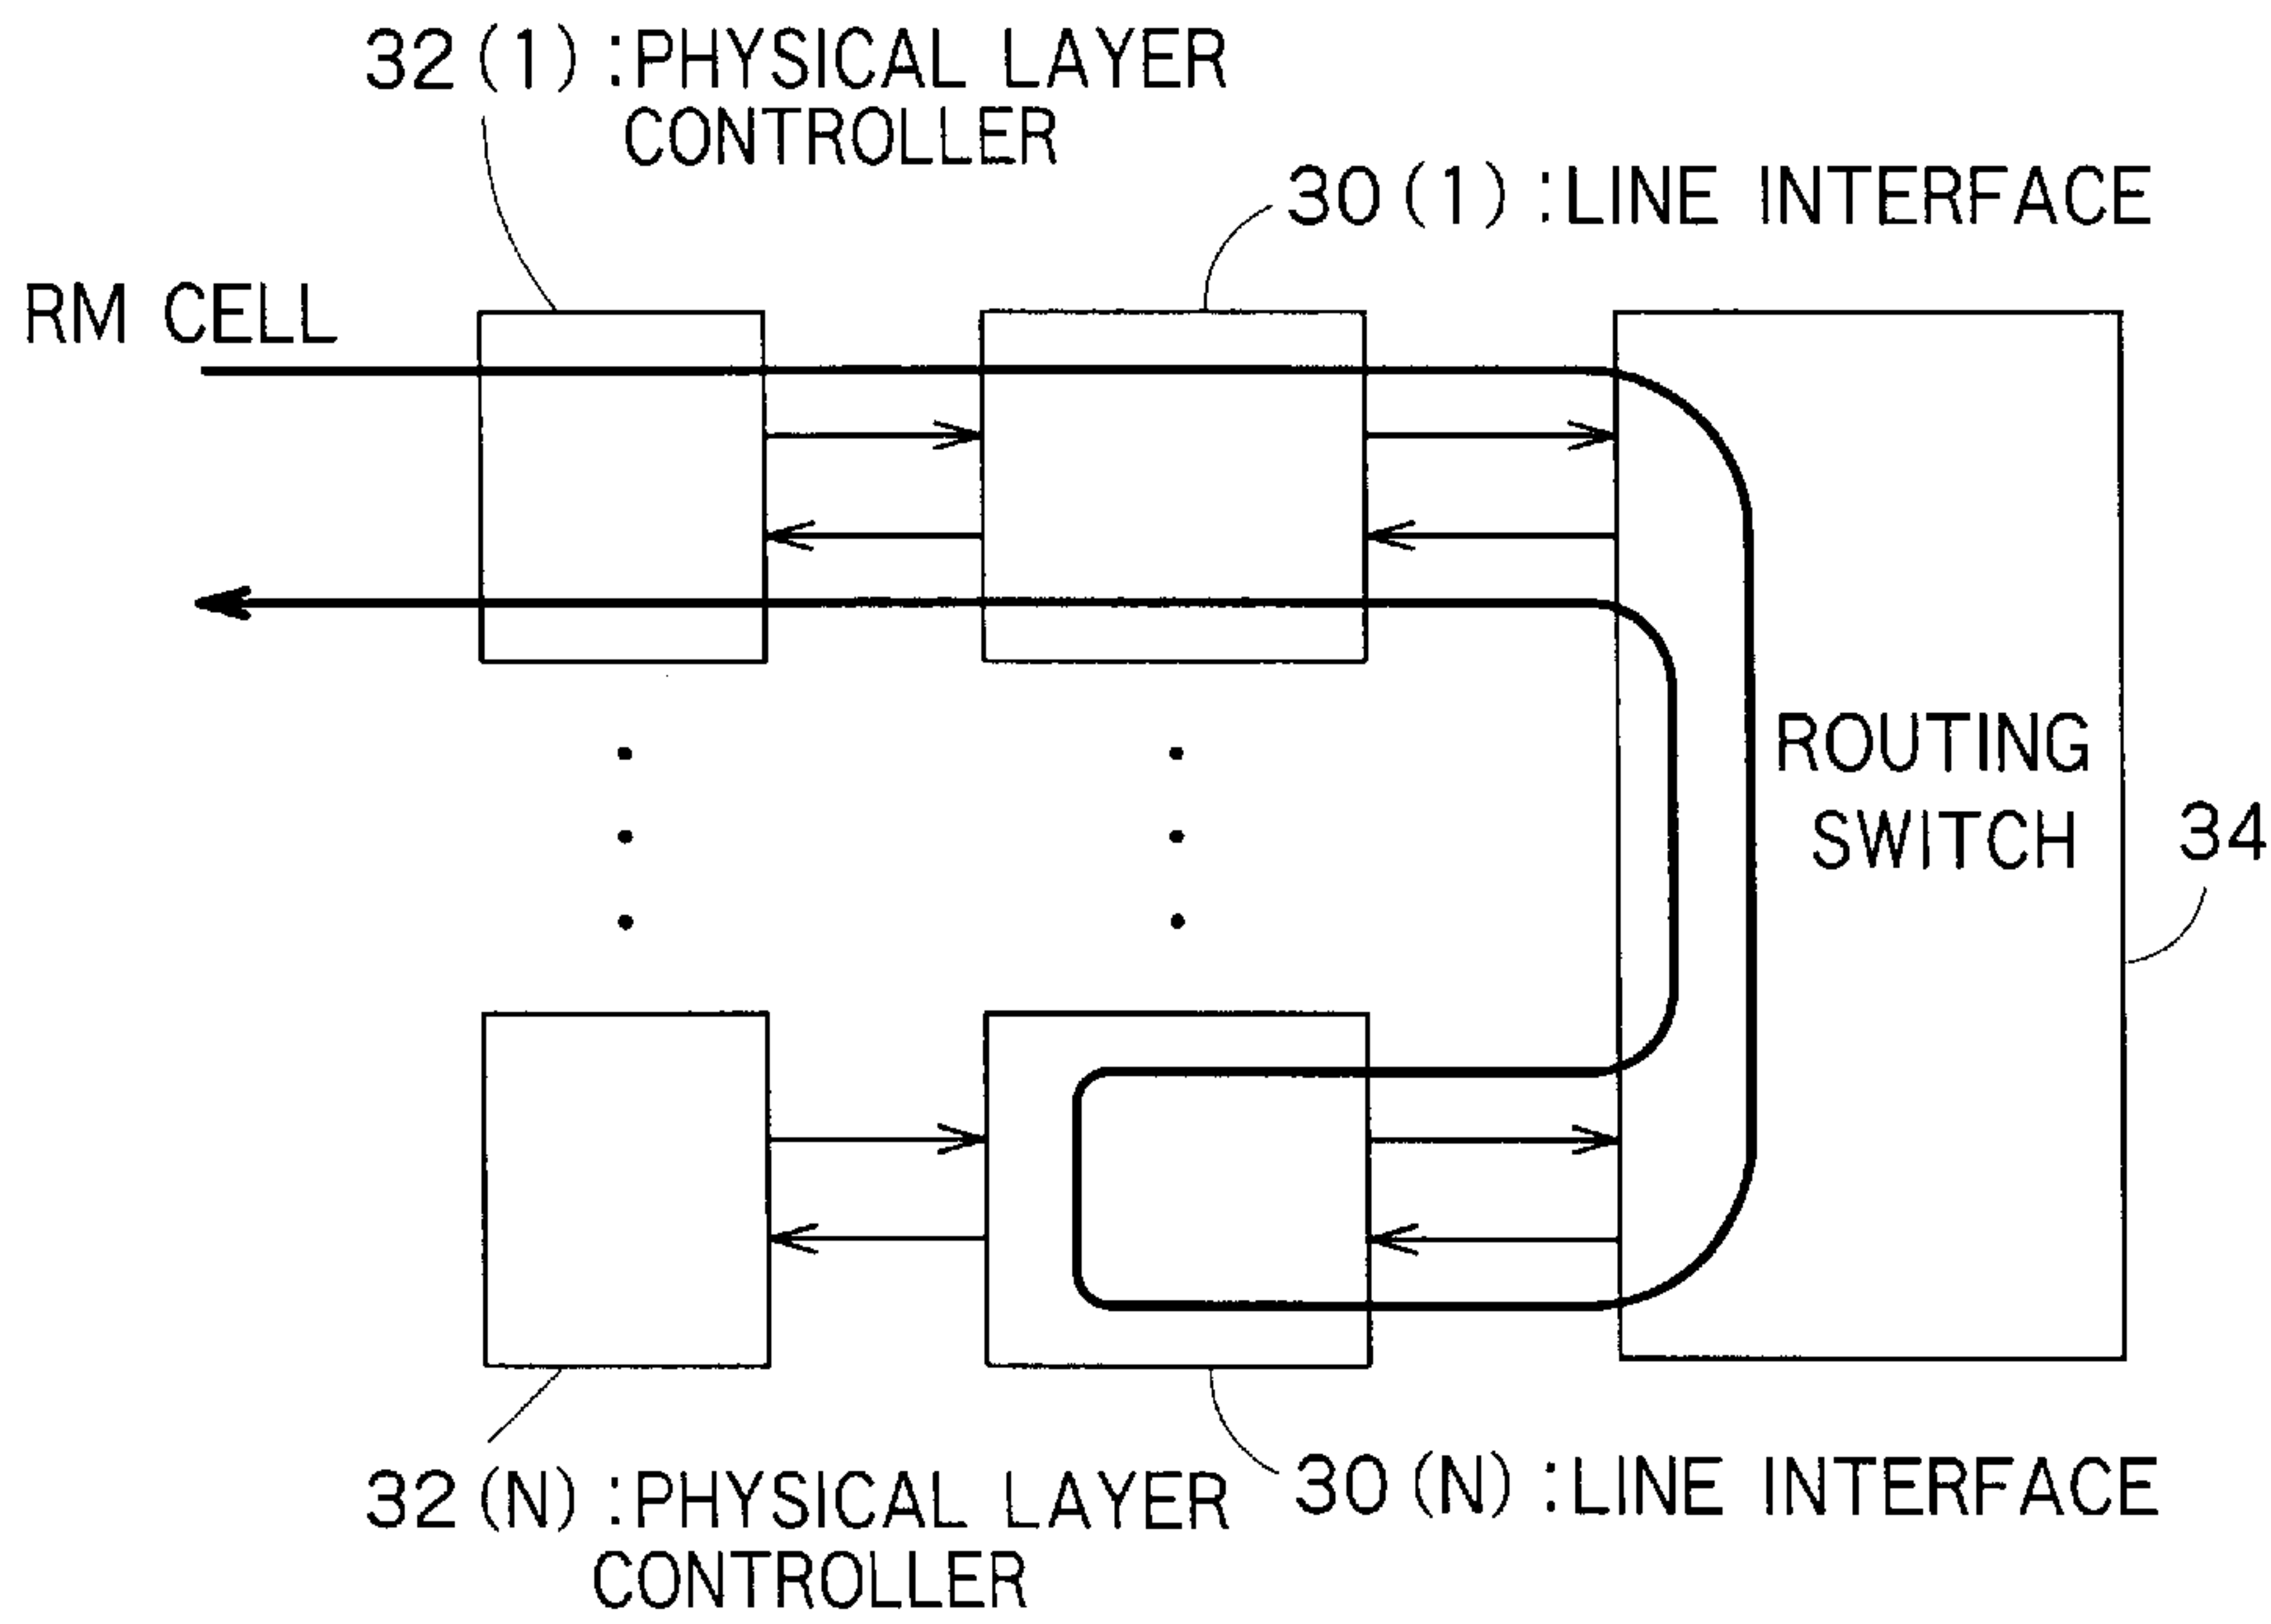 32(1) :PHYSICAL LAYER
CONTROLLER
30(1) :LINE INTERFACE
RM CELL
ROUTING
SWITCH
34
32(N) :PHYSICAL LAYER
CONTROLLER
30(N) :LINE INTERFACE